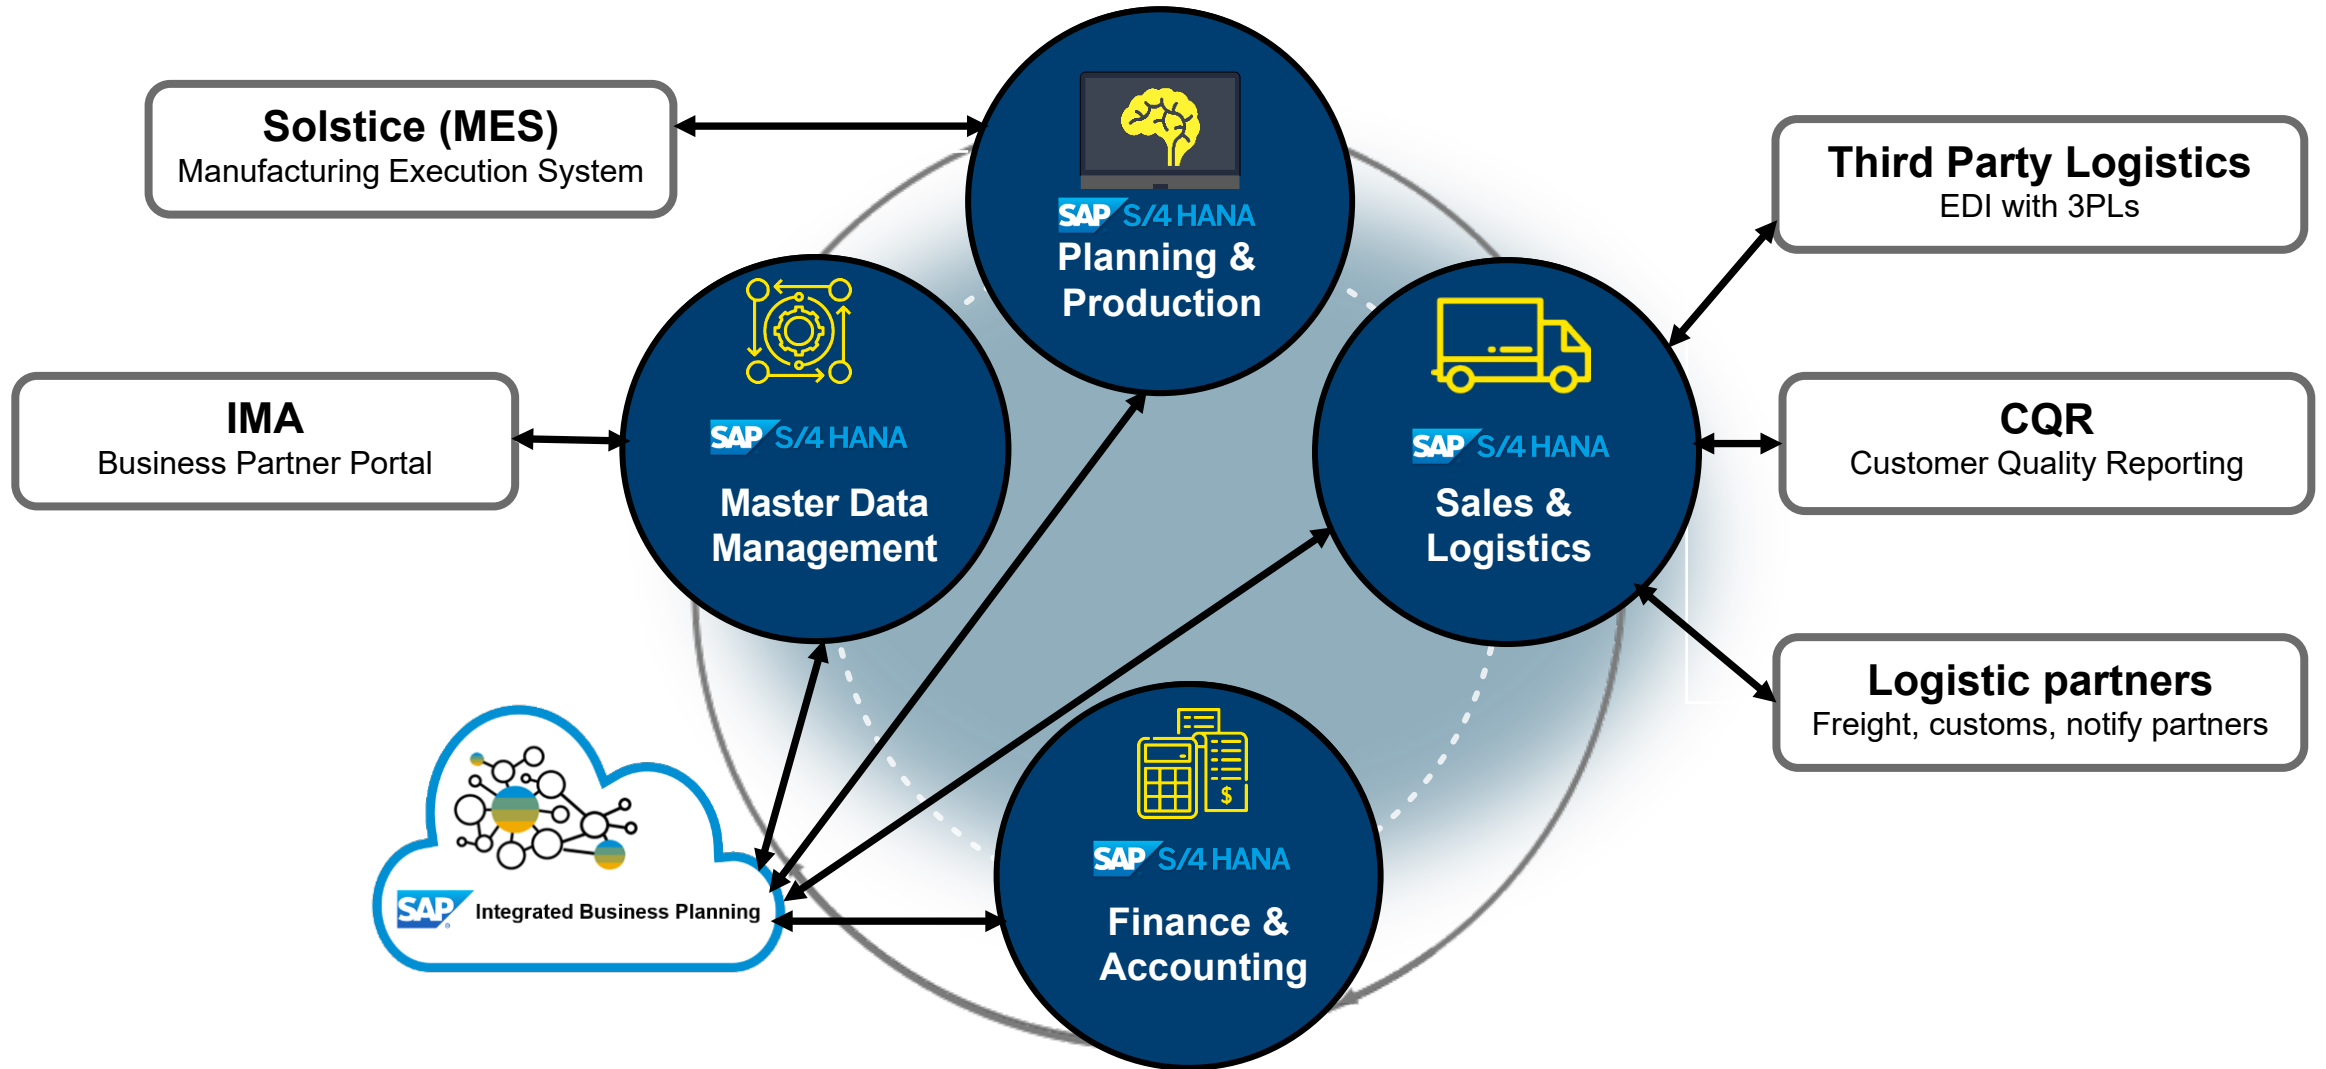 Solstice (MES)
Manufacturing Execution System
SAP S/4 HANA
Planning &
Production
Third Party Logistics
EDI with 3PLs
IMA
Business Partner Portal
SAP S/4 HANA
Master Data
Management
SAP S/4 HANA
Sales &
Logistics
CQR
Customer Quality Reporting
Logistic partners
Freight, customs, notify partners
SAP® Integrated Business Planning
$
SAP S/4 HANA
Finance &
Accounting